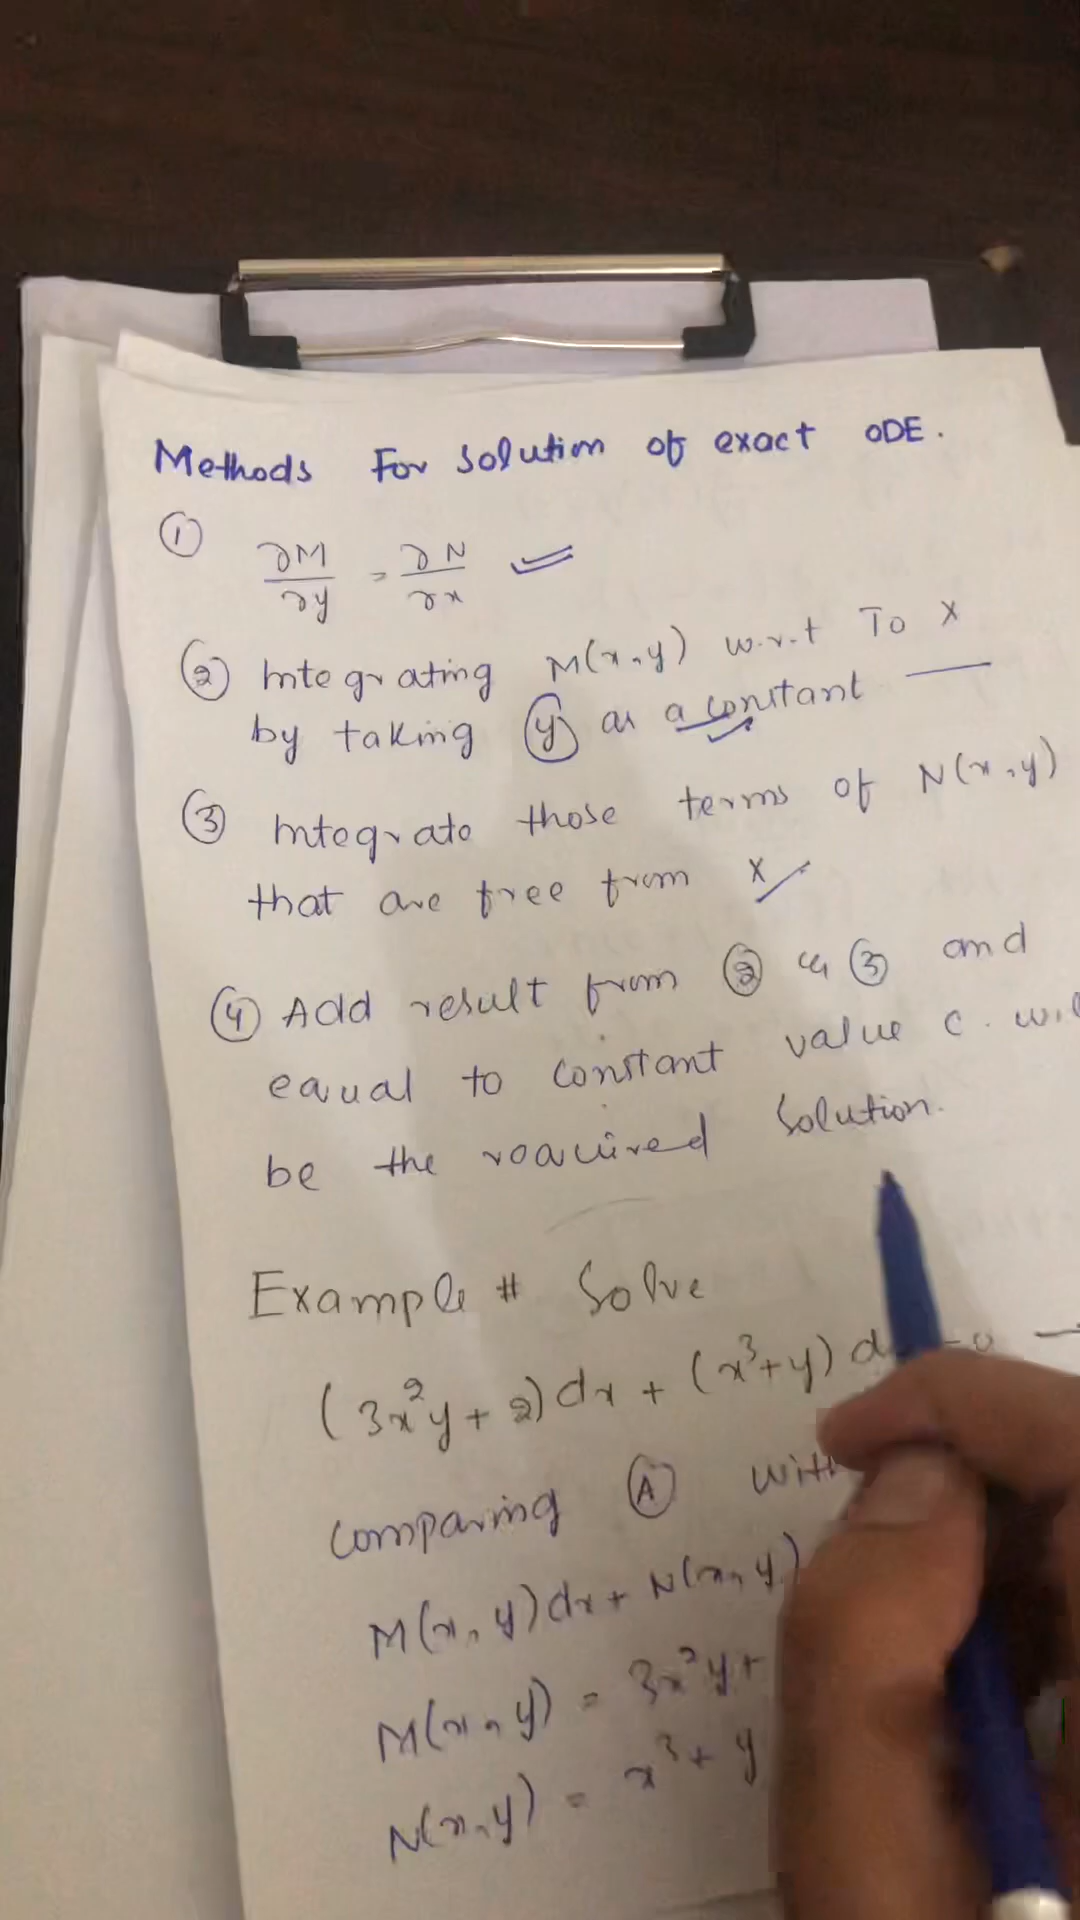 Methods For solution of exact ODE.
① ∂M/∂y = ∂N/∂x
② Integrating M(x,y) w.r.t To x
by taking y as a constant
③ Integrate those terms of N(x,y)
that are free from x
④ Add result from ② & ③ and
equal to constant value c. will
be the required solution.
Example # Solve
(3x²y+2)dx + (x³+y)d =0
comparing Ⓐ with
M(x,y)dx + N(x,y)
M(x,y) = 3x²y+
N(x,y) = x³+y